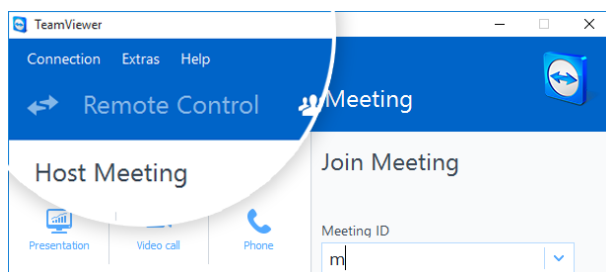 TeamViewer
Connection Extras Help
Remote Control Meeting
Host Meeting
Join Meeting
Presentation Video call Phone
Meeting ID
m